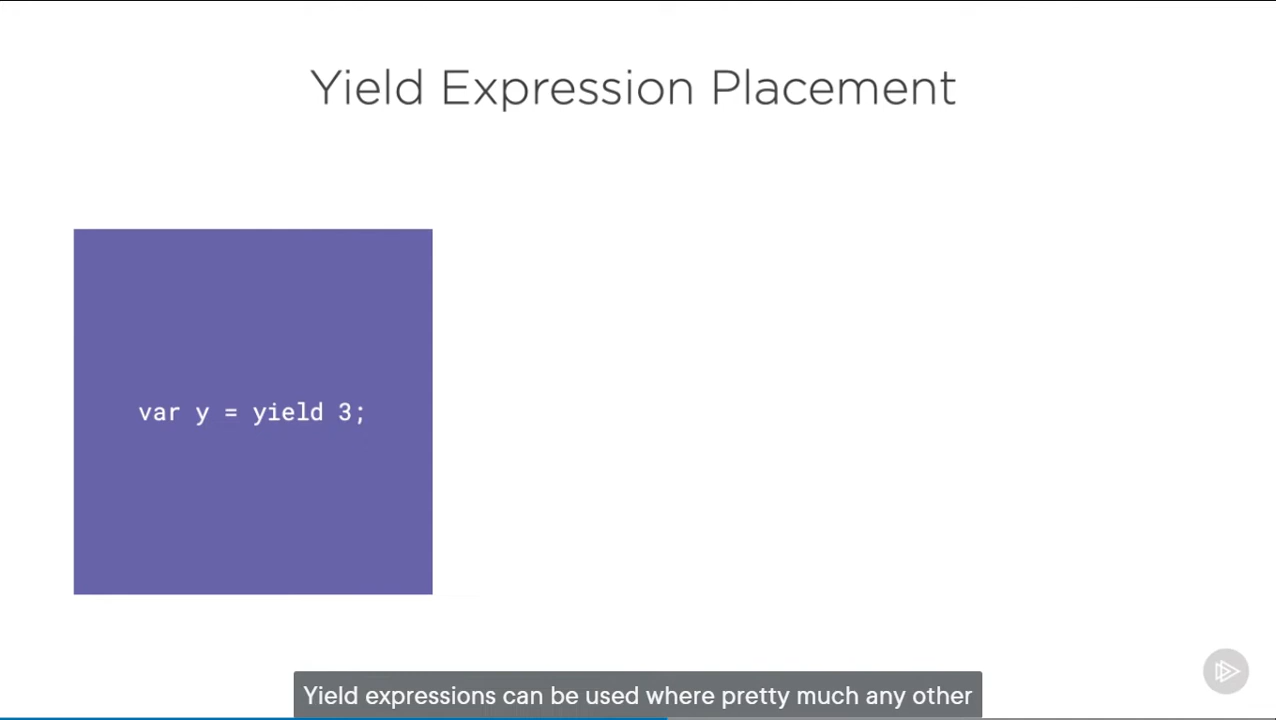 Yield Expression Placement
var y = yield 3;
Yield expressions can be used where pretty much any other